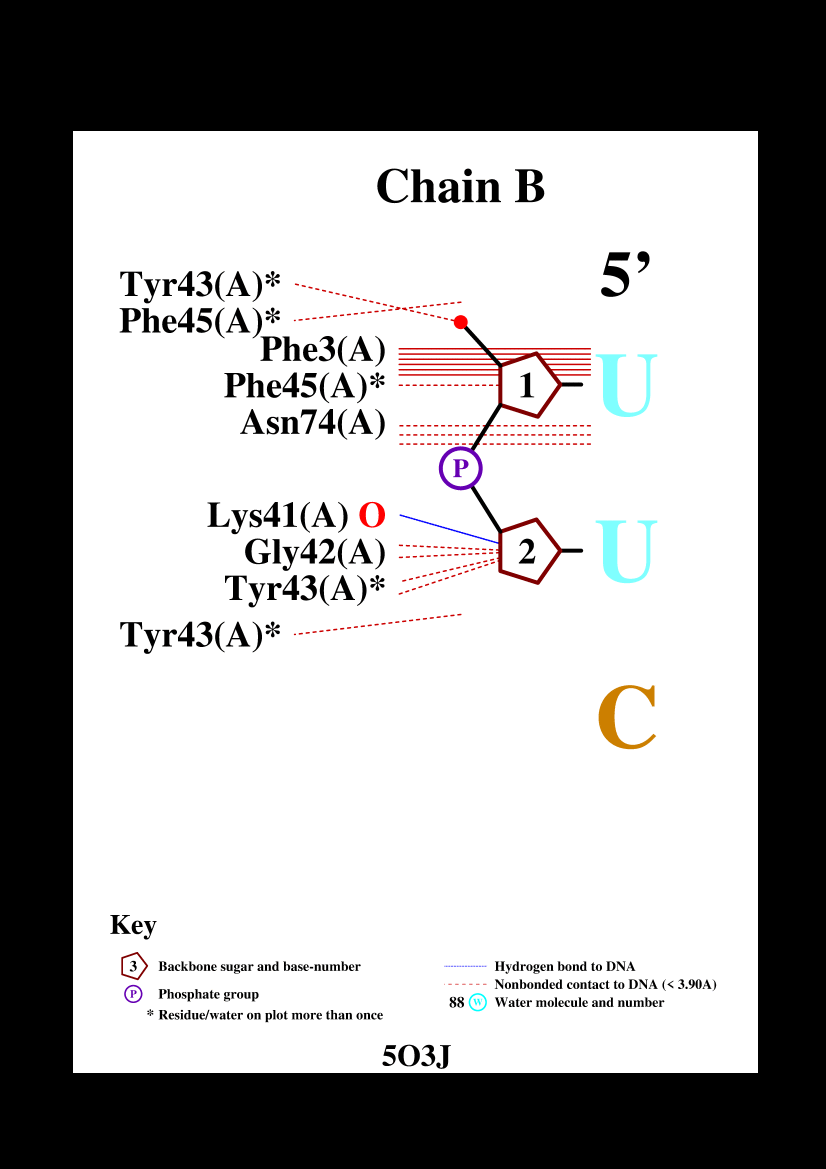 Chain B
5’
Tyr43(A)*
Phe45(A)*
Phe3(A)
Phe45(A)* 1 U
Asn74(A)
P
Lys41(A) O
Gly42(A) 2 U
Tyr43(A)*
Tyr43(A)*
C
Key
3 Backbone sugar and base-number
P Phosphate group
* Residue/water on plot more than once
Hydrogen bond to DNA
Nonbonded contact to DNA (< 3.90A)
88 W Water molecule and number
5O3J